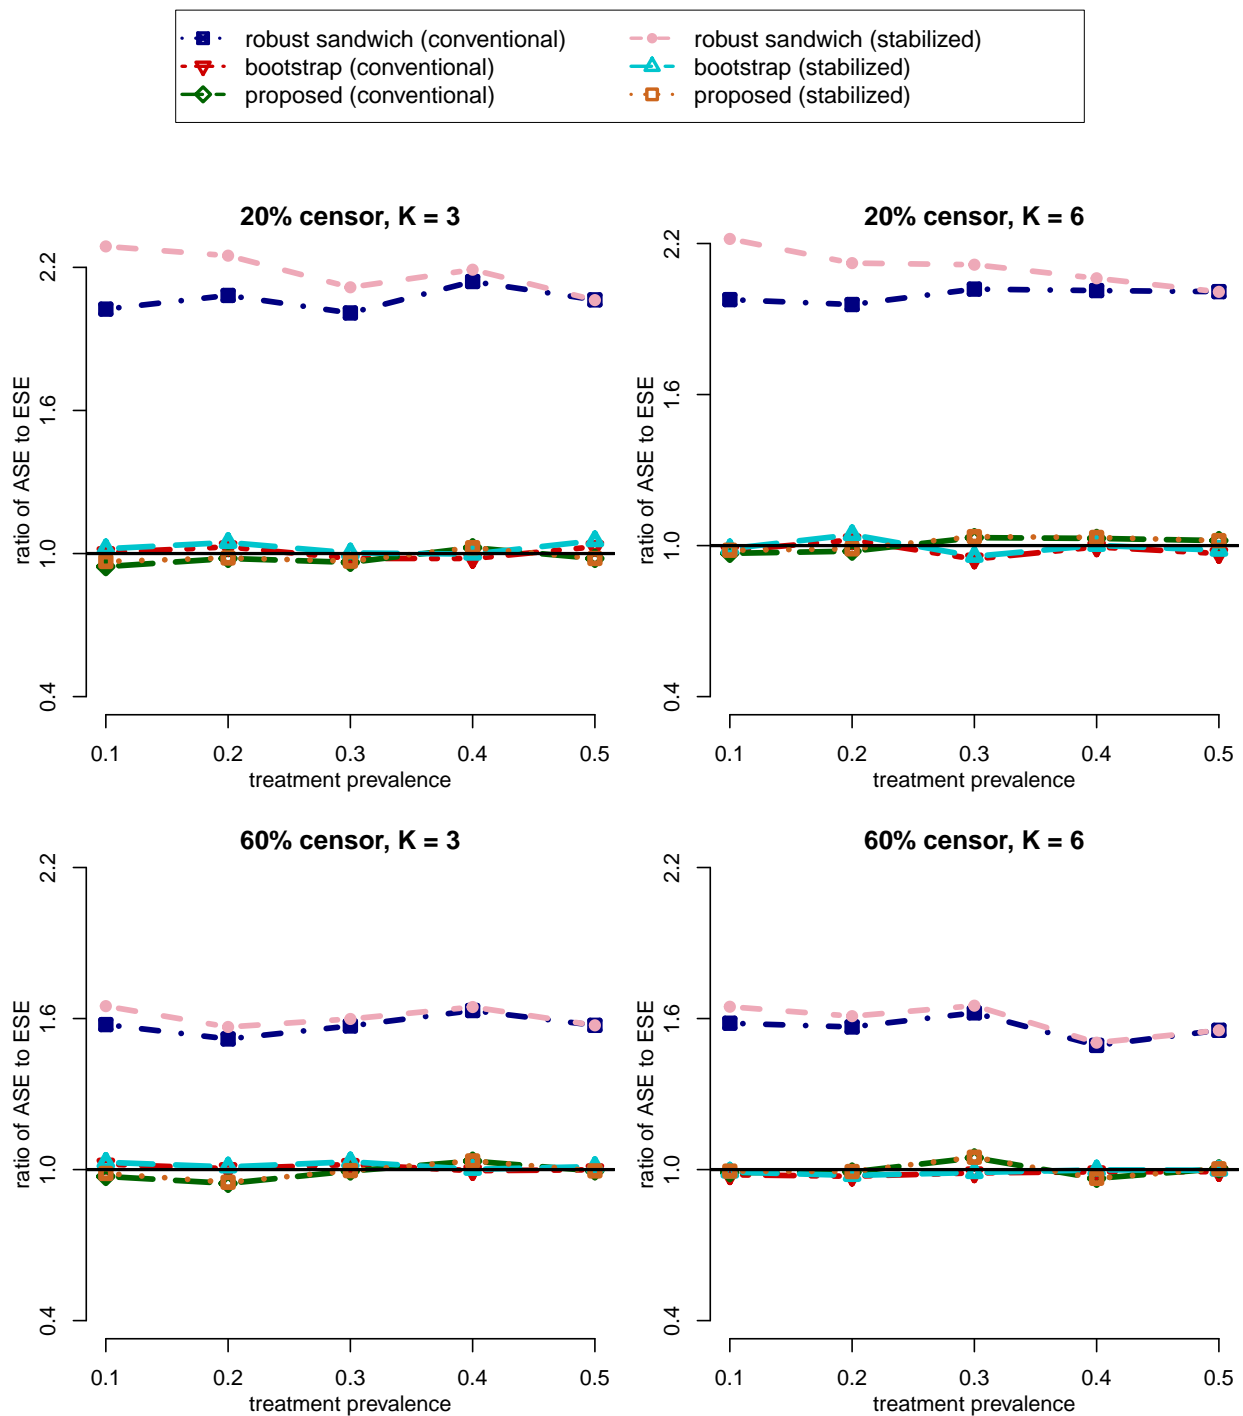 robust sandwich (conventional)
bootstrap (conventional)
proposed (conventional)
robust sandwich (stabilized)
bootstrap (stabilized)
proposed (stabilized)
20% censor, K = 3
ratio of ASE to ESE
2.2
1.6
1.0
0.4
0.1 0.2 0.3 0.4 0.5
treatment prevalence
20% censor, K = 6
ratio of ASE to ESE
2.2
1.6
1.0
0.4
0.1 0.2 0.3 0.4 0.5
treatment prevalence
60% censor, K = 3
ratio of ASE to ESE
2.2
1.6
1.0
0.4
0.1 0.2 0.3 0.4 0.5
treatment prevalence
60% censor, K = 6
ratio of ASE to ESE
2.2
1.6
1.0
0.4
0.1 0.2 0.3 0.4 0.5
treatment prevalence